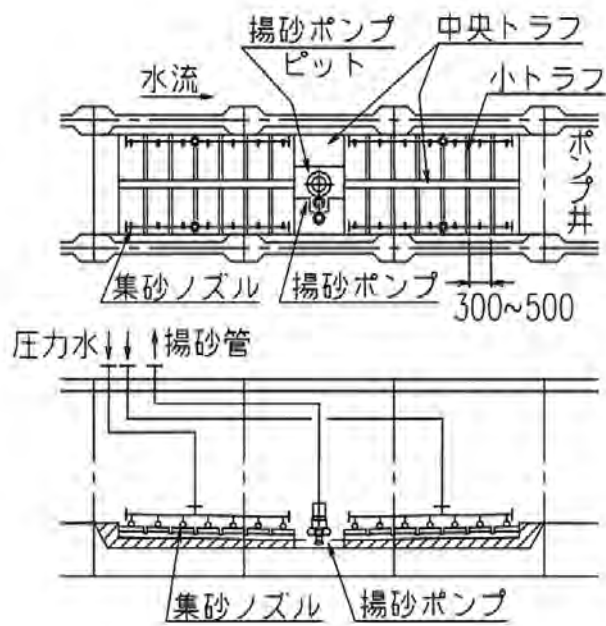 揚砂ポンプ
ピット
中央トラフ
水流
小トラフ
ポンプ井
集砂ノズル
揚砂ポンプ
300~500
圧力水
揚砂管
集砂ノズル
揚砂ポンプ